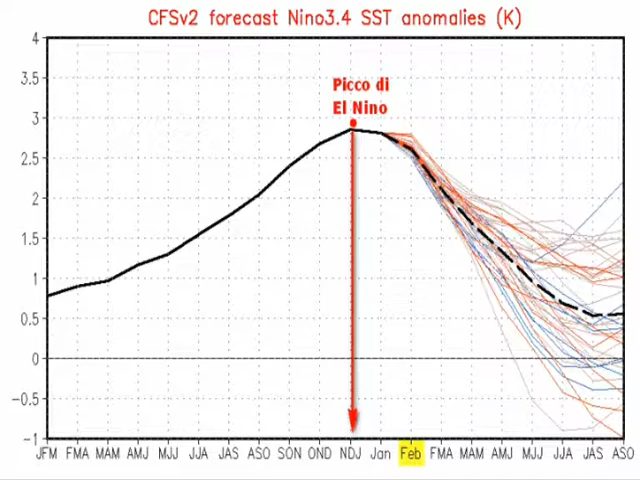 CFSv2 forecast Nino3.4 SST anomalies (K)
4
3.5
3
2.5
2
1.5
1
0.5
0
-0.5
-1
Picco di
El Nino
JFM FMA MAM AMJ MJJ JJA JAS ASO SON OND NDJ Jan Feb FMA MAM AMJ MJJ JJA JAS ASO